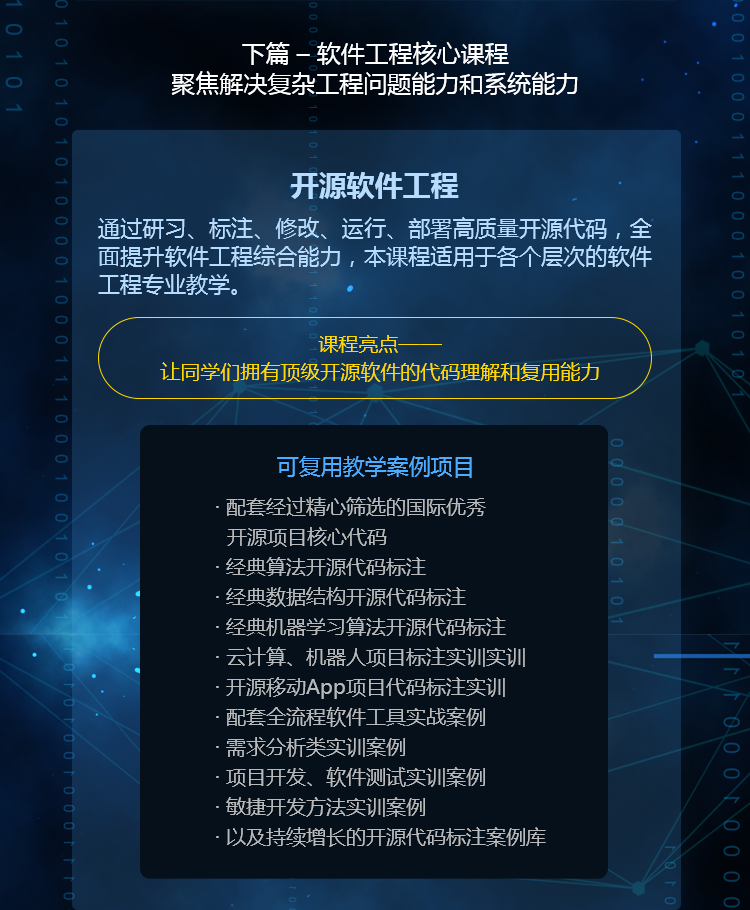 下篇 – 软件工程核心课程
聚焦解决复杂工程问题能力和系统能力
开源软件工程
通过研习、标注、修改、运行、部署高质量开源代码，全
面提升软件工程综合能力，本课程适用于各个层次的软件
工程专业教学。
课程亮点——
让同学们拥有顶级开源软件的代码理解和复用能力
可复用教学案例项目
· 配套经过精心筛选的国际优秀
开源项目核心代码
· 经典算法开源代码标注
· 经典数据结构开源代码标注
· 经典机器学习算法开源代码标注
· 云计算、机器人项目标注实训实训
· 开源移动App项目代码标注实训
· 配套全流程软件工具实战案例
· 需求分析类实训案例
· 项目开发、软件测试实训案例
· 敏捷开发方法实训案例
· 以及持续增长的开源代码标注案例库